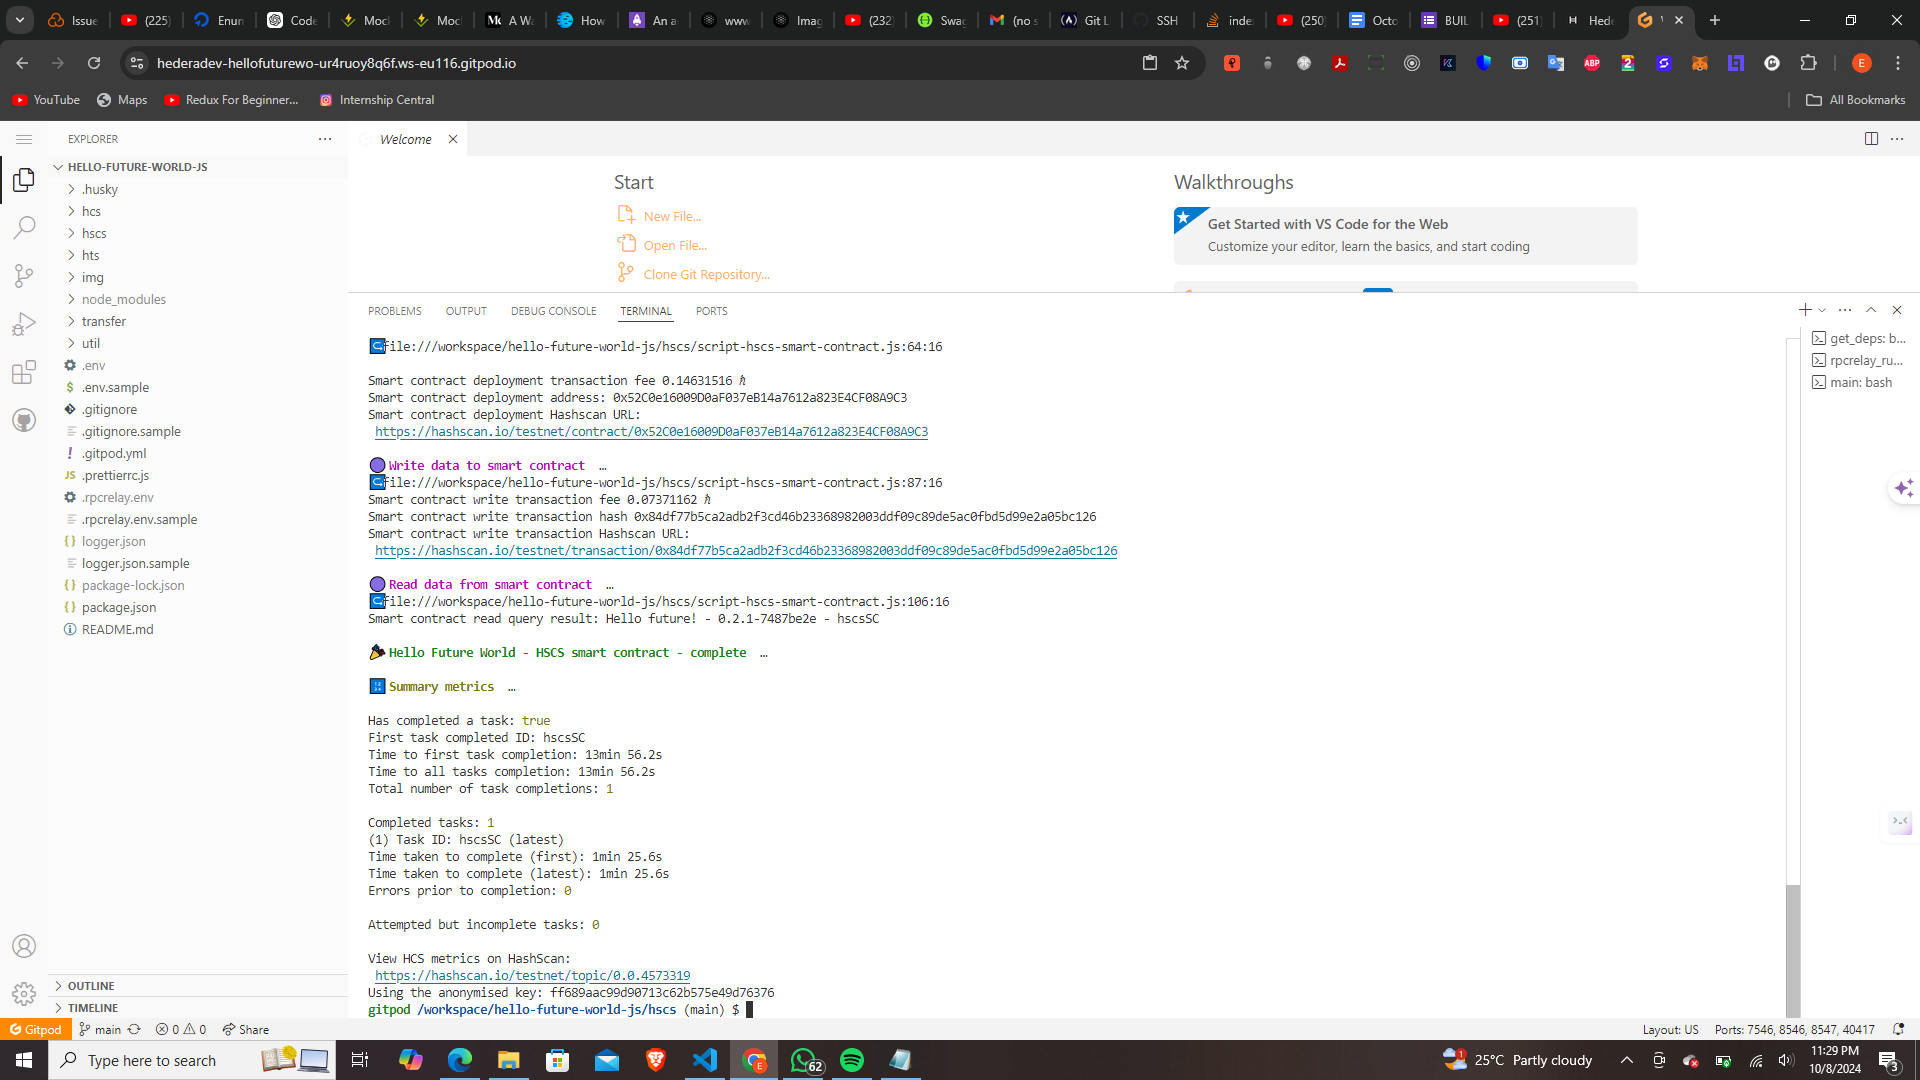 Issue
(225)
Enun
Code
Mocl
Mocl
A Wa
How
An a
www
Imag
(232)
Swag
(no s
Git L
SSH
inde
(250)
Octo
BUIL
(251)
Hede
hederadev-hellofuturewo-ur4ruoy8q6f.ws-eu116.gitpod.io
YouTube
Maps
Redux For Beginner...
Internship Central
All Bookmarks
EXPLORER
HELLO-FUTURE-WORLD-JS
.husky
hcs
hscs
hts
img
node_modules
transfer
util
.env
.env.sample
.gitignore
.gitignore.sample
.gitpod.yml
.prettierrc.js
.rpcrelay.env
.rpcrelay.env.sample
logger.json
logger.json.sample
package-lock.json
package.json
README.md
OUTLINE
TIMELINE
Welcome
Start
New File...
Open File...
Clone Git Repository...
Walkthroughs
Get Started with VS Code for the Web
Customize your editor, learn the basics, and start coding
PROBLEMS OUTPUT DEBUG CONSOLE TERMINAL PORTS
file:///workspace/hello-future-world-js/hscs/script-hscs-smart-contract.js:64:16
Smart contract deployment transaction fee 0.14631516 ℏ
Smart contract deployment address: 0x52C0e16009D0aF037eB14a7612a823E4CF08A9C3
Smart contract deployment Hashscan URL:
https://hashscan.io/testnet/contract/0x52C0e16009D0aF037eB14a7612a823E4CF08A9C3
Write data to smart contract …
file:///workspace/hello-future-world-js/hscs/script-hscs-smart-contract.js:87:16
Smart contract write transaction fee 0.07371162 ℏ
Smart contract write transaction hash 0x84df77b5ca2adb2f3cd46b23368982003ddf09c89de5ac0fbd5d99e2a05bc126
Smart contract write transaction Hashscan URL:
https://hashscan.io/testnet/transaction/0x84df77b5ca2adb2f3cd46b23368982003ddf09c89de5ac0fbd5d99e2a05bc126
Read data from smart contract …
file:///workspace/hello-future-world-js/hscs/script-hscs-smart-contract.js:106:16
Smart contract read query result: Hello future! - 0.2.1-7487be2e - hscsSC
Hello Future World - HSCS smart contract - complete …
Summary metrics …
Has completed a task: true
First task completed ID: hscsSC
Time to first task completion: 13min 56.2s
Time to all tasks completion: 13min 56.2s
Total number of task completions: 1
Completed tasks: 1
(1) Task ID: hscsSC (latest)
Time taken to complete (first): 1min 25.6s
Time taken to complete (latest): 1min 25.6s
Errors prior to completion: 0
Attempted but incomplete tasks: 0
View HCS metrics on HashScan:
https://hashscan.io/testnet/topic/0.0.4573319
Using the anonymised key: ff689aac99d90713c62b575e49d76376
gitpod /workspace/hello-future-world-js/hscs (main) $
get_deps: b...
rpcrelay_ru...
main: bash
Gitpod main 0 0 Share
Layout: US Ports: 7546, 8546, 8547, 40417
Type here to search
62
25°C Partly cloudy
11:29 PM
10/8/2024
3